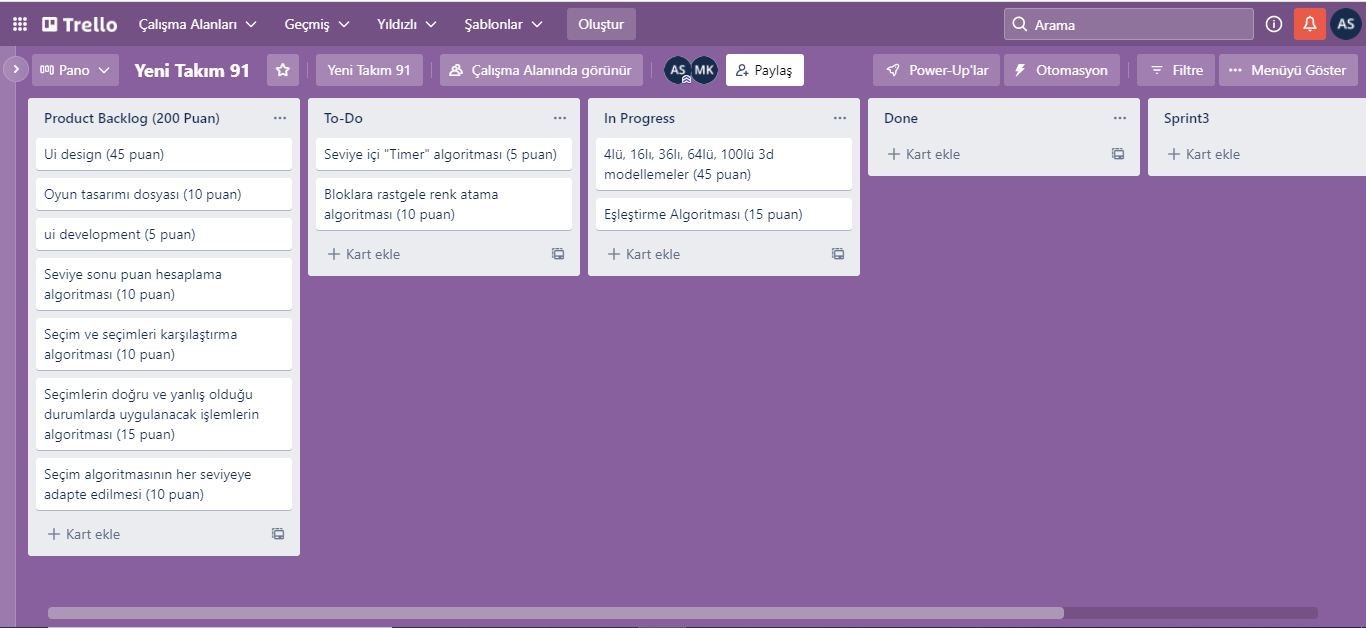 Trello Çalışma Alanları Geçmiş Yıldızlı Şablonlar Oluştur Arama AS
Pano Yeni Takım 91 Yeni Takım 91 Çalışma Alanında görünür AS MK Paylaş Power-Up'lar Otomasyon Filtre Menüyü Göster
Product Backlog (200 Puan)
Ui design (45 puan)
Oyun tasarımı dosyası (10 puan)
ui development (5 puan)
Seviye sonu puan hesaplama
algoritması (10 puan)
Seçim ve seçimleri karşılaştırma
algoritması (10 puan)
Seçimlerin doğru ve yanlış olduğu
durumlarda uygulanacak işlemlerin
algoritması (15 puan)
Seçim algoritmasının her seviyeye
adapte edilmesi (10 puan)
+ Kart ekle
To-Do
Seviye içi "Timer" algoritması (5 puan)
Bloklara rastgele renk atama
algoritması (10 puan)
+ Kart ekle
In Progress
4lü, 16lı, 36lı, 64lü, 100lü 3d
modellemeler (45 puan)
Eşleştirme Algoritması (15 puan)
+ Kart ekle
Done
+ Kart ekle
Sprint3
+ Kart ekle